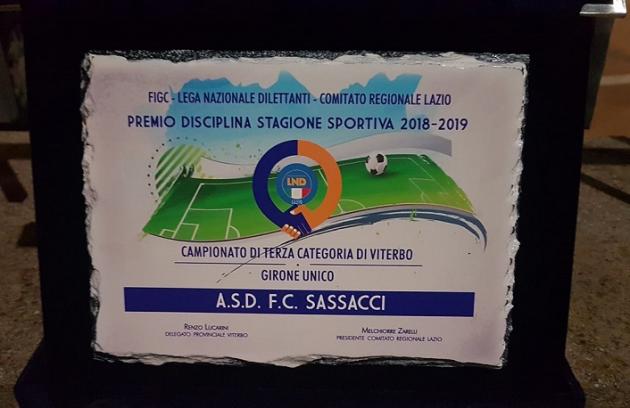 FIGC - LEGA NAZIONALE DILETTANTI - COMITATO REGIONALE LAZIO
PREMIO DISCIPLINA STAGIONE SPORTIVA 2018-2019
LND
CAMPIONATO DI TERZA CATEGORIA DI VITERBO
GIRONE UNICO
A.S.D. F.C. SASSACCI
RENZO LUCARINI
DELEGATO PROVINCIALE VITERBO
MELCHIORRE ZARELLI
PRESIDENTE COMITATO REGIONALE LAZIO